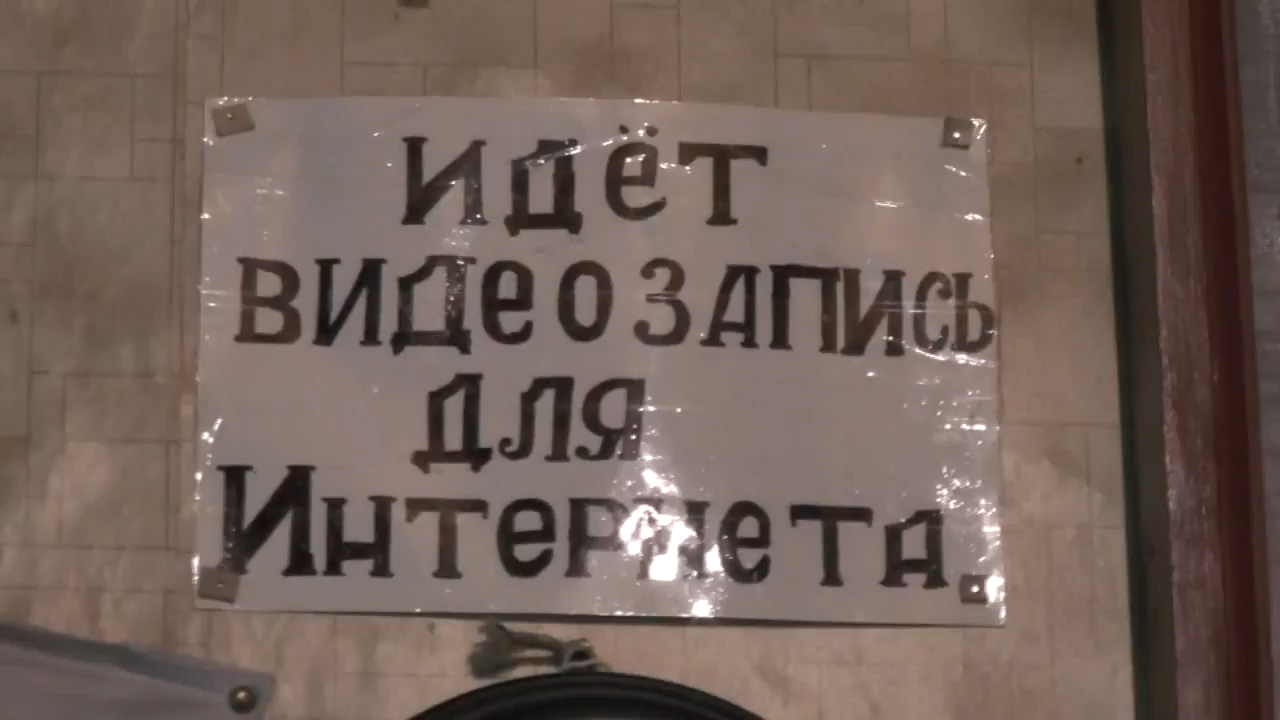 идёт
видеозапись
для
Интернета.